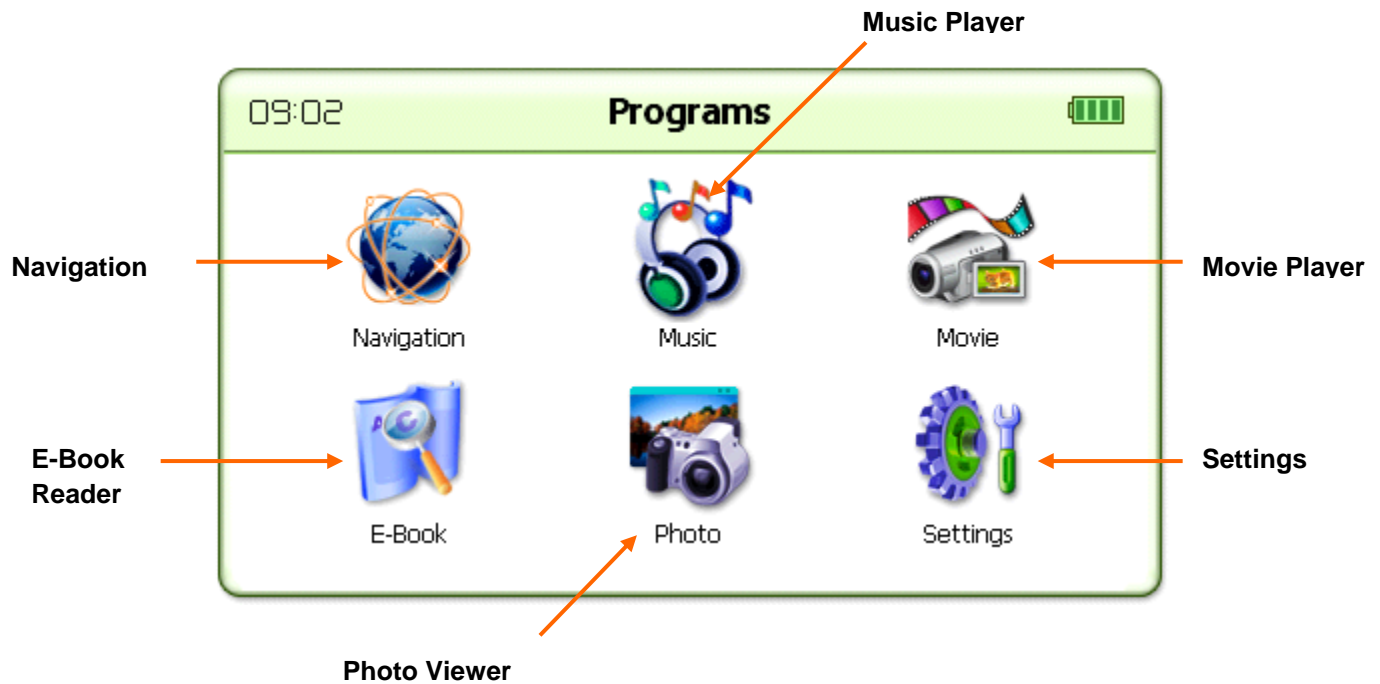 Music Player
09:02 Programs
Navigation
Movie Player
Navigation Music Movie
E-Book
Reader
Settings
E-Book Photo Settings
Photo Viewer